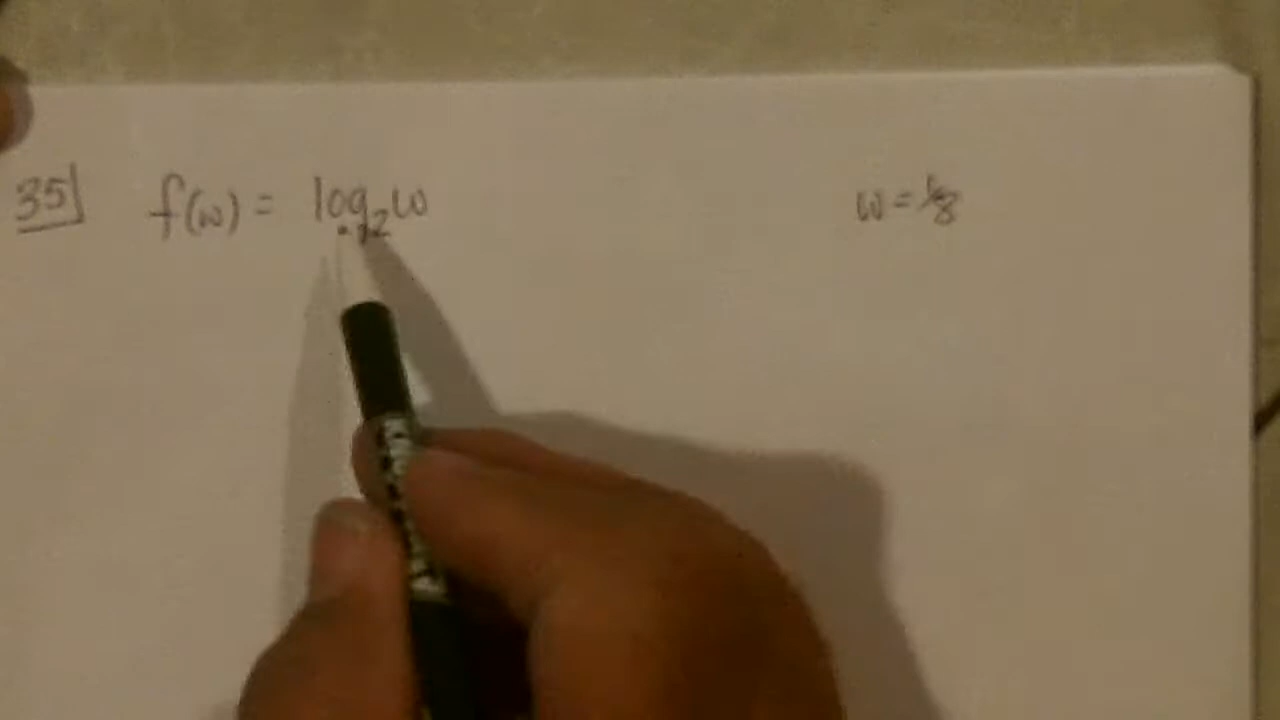 35] f(w) = log₂w w = 1/8